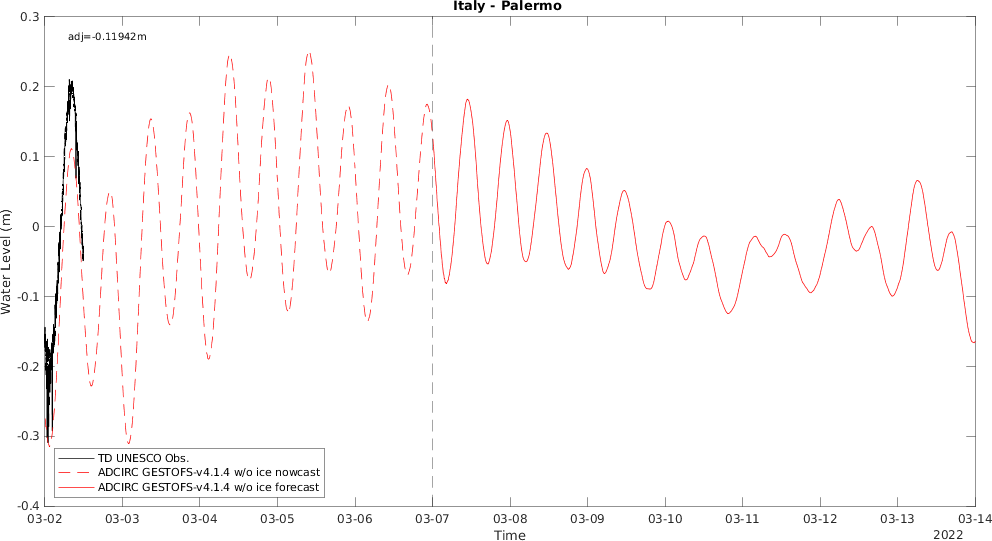 Italy - Palermo
adj=-0.11942m
0.3
0.2
0.1
0
-0.1
-0.2
-0.3
-0.4
Water Level (m)
TD UNESCO Obs.
ADCIRC GESTOFS-v4.1.4 w/o ice nowcast
ADCIRC GESTOFS-v4.1.4 w/o ice forecast
03-02 03-03 03-04 03-05 03-06 03-07 03-08 03-09 03-10 03-11 03-12 03-13 03-14
Time
2022